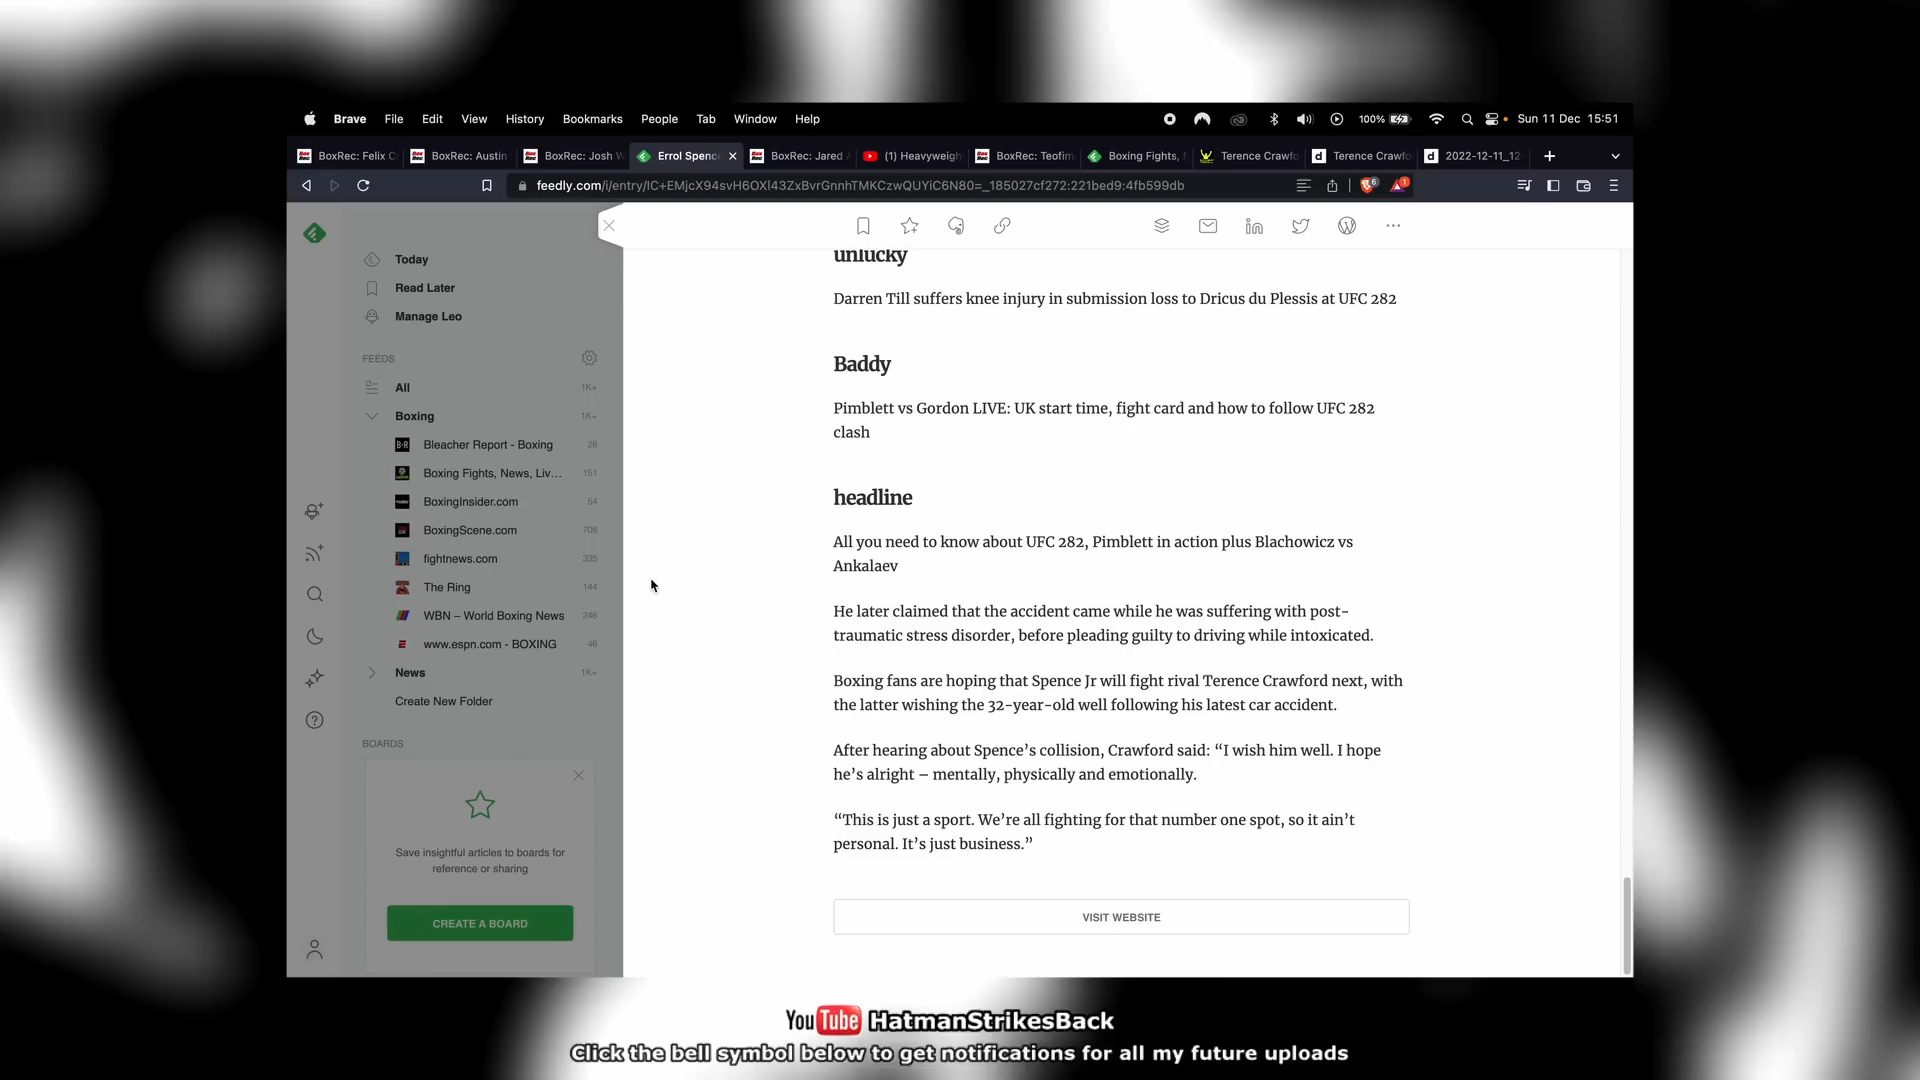 Brave File Edit View History Bookmarks People Tab Window Help 100% Sun 11 Dec 15:51
BoxRec: Felix C BoxRec: Austin BoxRec: Josh W Errol Spenc BoxRec: Jared (1) Heavyweigh BoxRec: Teofim Boxing Fights, Terence Crawfo Terence Crawfo 2022-12-11_12-
feedly.com/i/entry/IC+EMjcX94svH6OXl43ZxBvrGnnhTMKCzwQUYiC6N80=_185027cf272:221bed9:4fb599db 6 1
Today
Read Later
Manage Leo
FEEDS
All 1K+
Boxing 1K+
Bleacher Report - Boxing 28
Boxing Fights, News, Liv... 151
BoxingInsider.com 54
BoxingScene.com 708
fightnews.com 335
The Ring 144
WBN – World Boxing News 246
www.espn.com - BOXING 46
News 1K+
Create New Folder
BOARDS
Save insightful articles to boards for
reference or sharing
CREATE A BOARD
unlucky
Darren Till suffers knee injury in submission loss to Dricus du Plessis at UFC 282
Baddy
Pimblett vs Gordon LIVE: UK start time, fight card and how to follow UFC 282
clash
headline
All you need to know about UFC 282, Pimblett in action plus Blachowicz vs
Ankalaev
He later claimed that the accident came while he was suffering with post-
traumatic stress disorder, before pleading guilty to driving while intoxicated.
Boxing fans are hoping that Spence Jr will fight rival Terence Crawford next, with
the latter wishing the 32-year-old well following his latest car accident.
After hearing about Spence’s collision, Crawford said: “I wish him well. I hope
he’s alright – mentally, physically and emotionally.
“This is just a sport. We’re all fighting for that number one spot, so it ain’t
personal. It’s just business.”
VISIT WEBSITE
YouTube HatmanStrikesBack
Click the bell symbol below to get notifications for all my future uploads